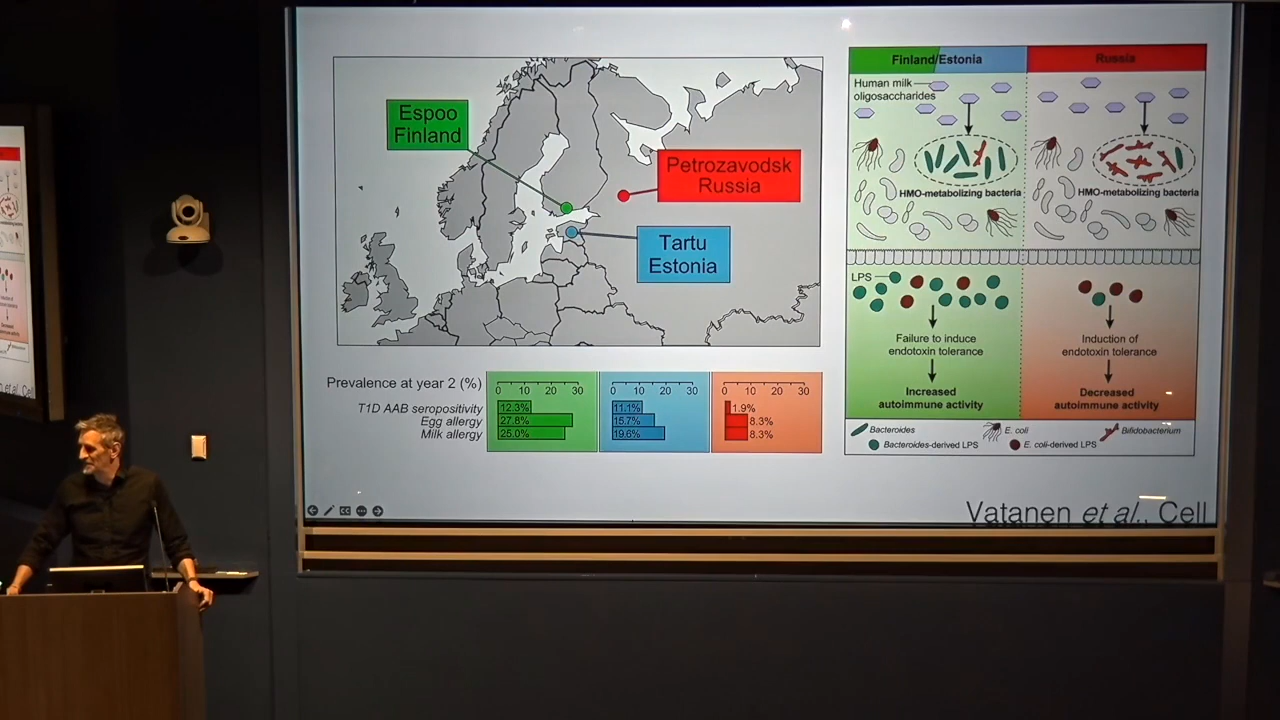 Espoo
Finland
Petrozavodsk
Russia
Tartu
Estonia
Prevalence at year 2 (%)
0 10 20 30
0 10 20 30
0 10 20 30
T1D AAB seropositivity 12.3% 11.1% 1.9%
Egg allergy 27.8% 15.7% 8.3%
Milk allergy 25.0% 19.6% 8.3%
Finland/Estonia
Russia
Human milk
oligosaccharides
HMO-metabolizing bacteria
HMO-metabolizing bacteria
LPS
Failure to induce
endotoxin tolerance
Increased
autoimmune activity
Induction of
endotoxin tolerance
Decreased
autoimmune activity
Bacteroides
E. coli
Bifidobacterium
Bacteroides-derived LPS
E. coli-derived LPS
Vatanen et al., Cell